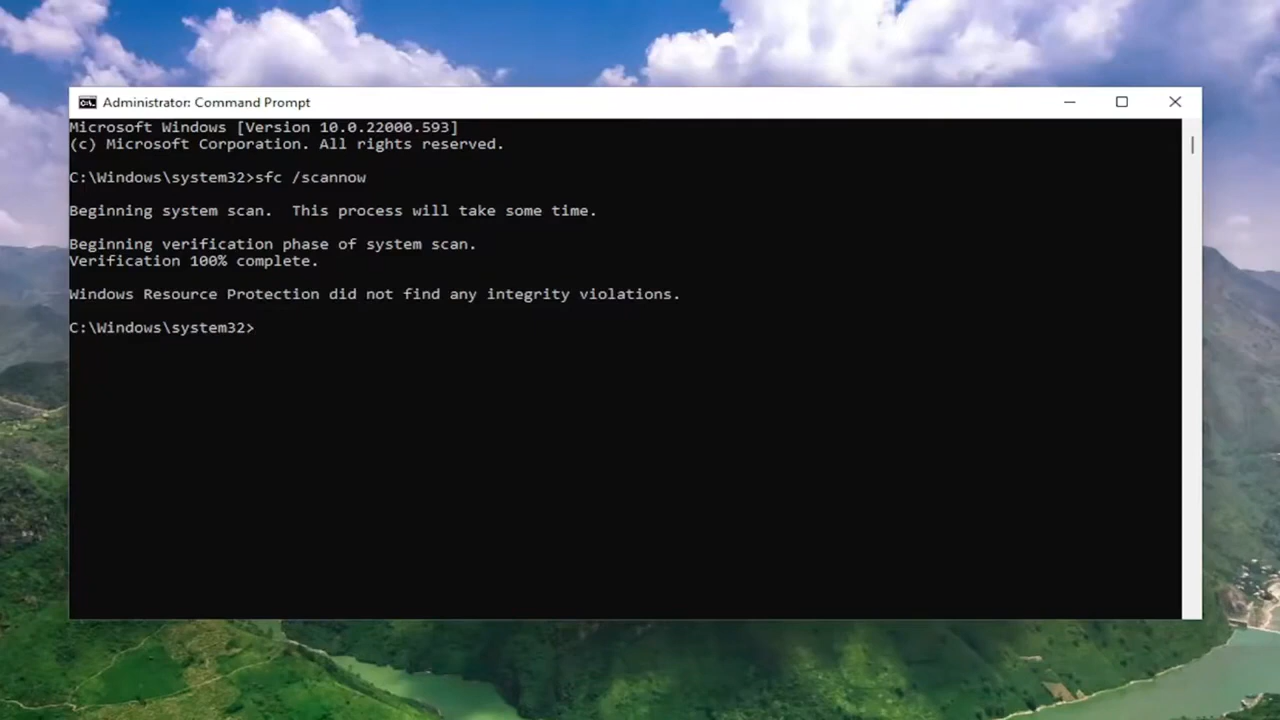 Administrator: Command Prompt
Microsoft Windows [Version 10.0.22000.593]
(c) Microsoft Corporation. All rights reserved.
C:\Windows\system32>sfc /scannow
Beginning system scan.  This process will take some time.
Beginning verification phase of system scan.
Verification 100% complete.
Windows Resource Protection did not find any integrity violations.
C:\Windows\system32>